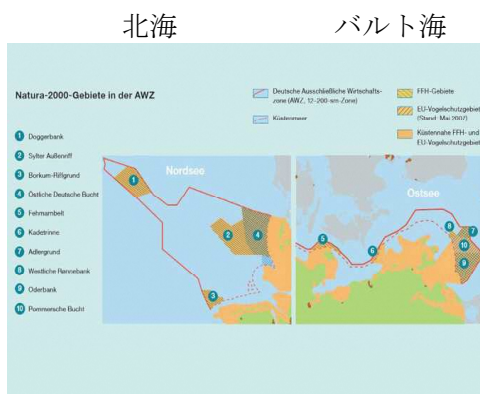 北海
バルト海
Natura-2000-Gebiete in der AWZ
Deutsche Ausschließliche Wirtschafts-
zone (AWZ, 12-200-sm-Zone)
Küstenmeer
FFH-Gebiete
EU-Vogelschutzgebiet
(Stand: Mai 2007)
Küstennahe FFH- und
EU-Vogelschutzgebiet
1 Doggerbank
2 Sylter Außenriff
3 Borkum-Riffgrund
4 Östliche Deutsche Bucht
5 Fehmarnbelt
6 Kadetrinne
7 Adlergrund
8 Westliche Rønnebank
9 Oderbank
10 Pommersche Bucht
Nordsee
1
2
4
3
Ostsee
5
6
8
7
10
9